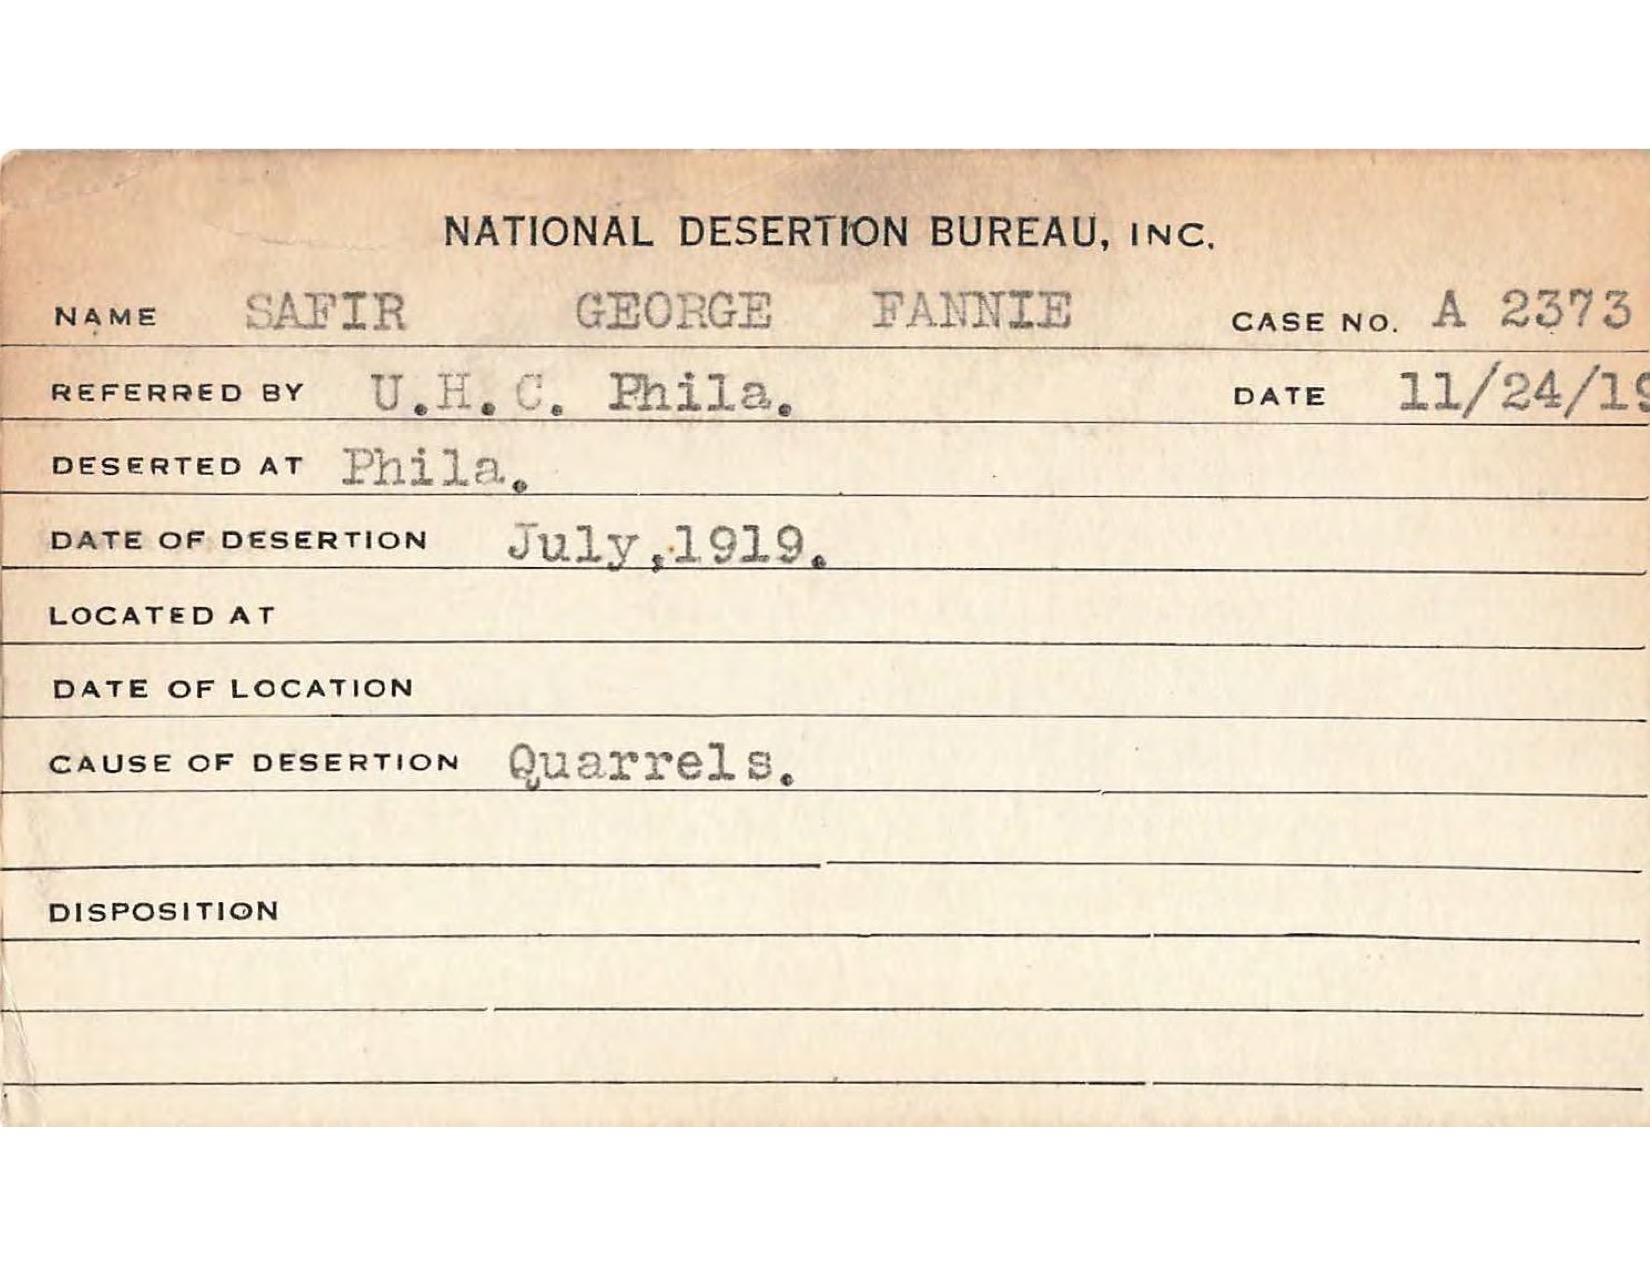 NATIONAL DESERTION BUREAU, INC.
NAME SAFIR GEORGE FANNIE CASE NO. A 2373
REFERRED BY U.H.C. Phila. DATE 11/24/19
DESERTED AT Phila.
DATE OF DESERTION July,1919.
LOCATED AT
DATE OF LOCATION
CAUSE OF DESERTION Quarrels.
DISPOSITION